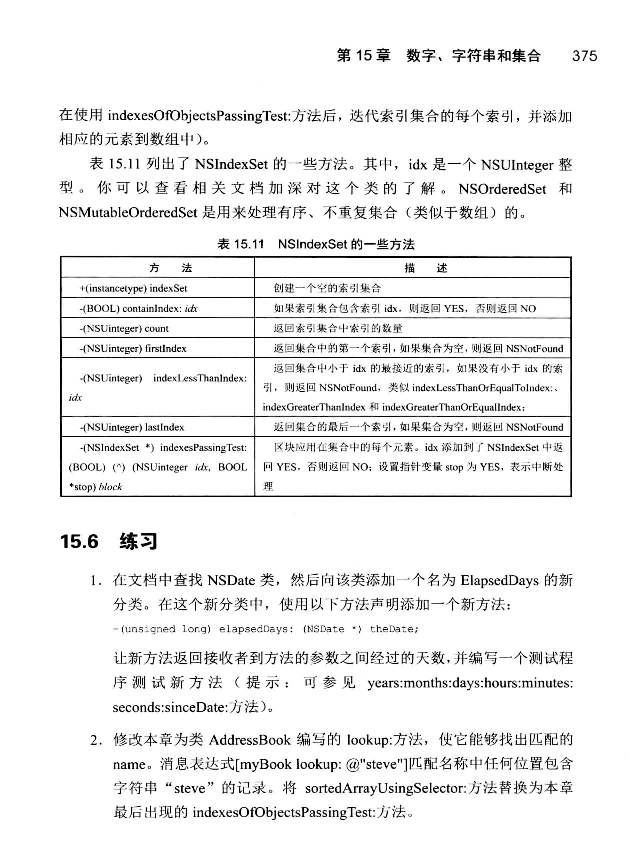 第 15 章 数字、字符串和集合 375
在使用 indexesOfObjectsPassingTest:方法后，迭代索引集合的每个索引，并添加
相应的元素到数组中）。
表 15.11 列出了 NSIndexSet 的一些方法。其中，idx 是一个 NSUInteger 整
型。你可以查看相关文档加深对这个类的了解。NSOrderedSet 和
NSMutableOrderedSet 是用来处理有序、不重复集合（类似于数组）的。
表 15.11 NSIndexSet 的一些方法
方 法 描 述
+(instancetype) indexSet 创建一个空的索引集合
-(BOOL) containIndex: idx 如果索引集合包含索引 idx，则返回 YES，否则返回 NO
-(NSUinteger) count 返回索引集合中索引的数量
-(NSUinteger) firstIndex 返回集合中的第一个索引，如果集合为空，则返回 NSNotFound
-(NSUinteger) indexLessThanIndex:
idx
返回集合中小于 idx 的最接近的索引，如果没有小于 idx 的索
引，则返回 NSNotFound，类似 indexLessThanOrEqualToIndex:、
indexGreaterThanIndex 和 indexGreaterThanOrEqualIndex:
-(NSUinteger) lastIndex 返回集合的最后一个索引，如果集合为空，则返回 NSNotFound
-(NSIndexSet *) indexesPassingTest:
(BOOL) (^) (NSUinteger idx, BOOL
*stop) block
区块应用在集合中的每个元素。idx 添加到了 NSIndexSet 中返
回 YES，否则返回 NO；设置指针变量 stop 为 YES，表示中断处
理
15.6 练习
1．在文档中查找 NSDate 类，然后向该类添加一个名为 ElapsedDays 的新
分类。在这个新分类中，使用以下方法声明添加一个新方法：
-(unsigned long) elapsedDays: (NSDate *) theDate;
让新方法返回接收者到方法的参数之间经过的天数，并编写一个测试程
序测试新方法（提示：可参见 years:months:days:hours:minutes:
seconds:sinceDate:方法）。
2．修改本章为类 AddressBook 编写的 lookup:方法，使它能够找出匹配的
name。消息表达式[myBook lookup: @"steve"]匹配名称中任何位置包含
字符串“steve”的记录。将 sortedArrayUsingSelector:方法替换为本章
最后出现的 indexesOfObjectsPassingTest:方法。